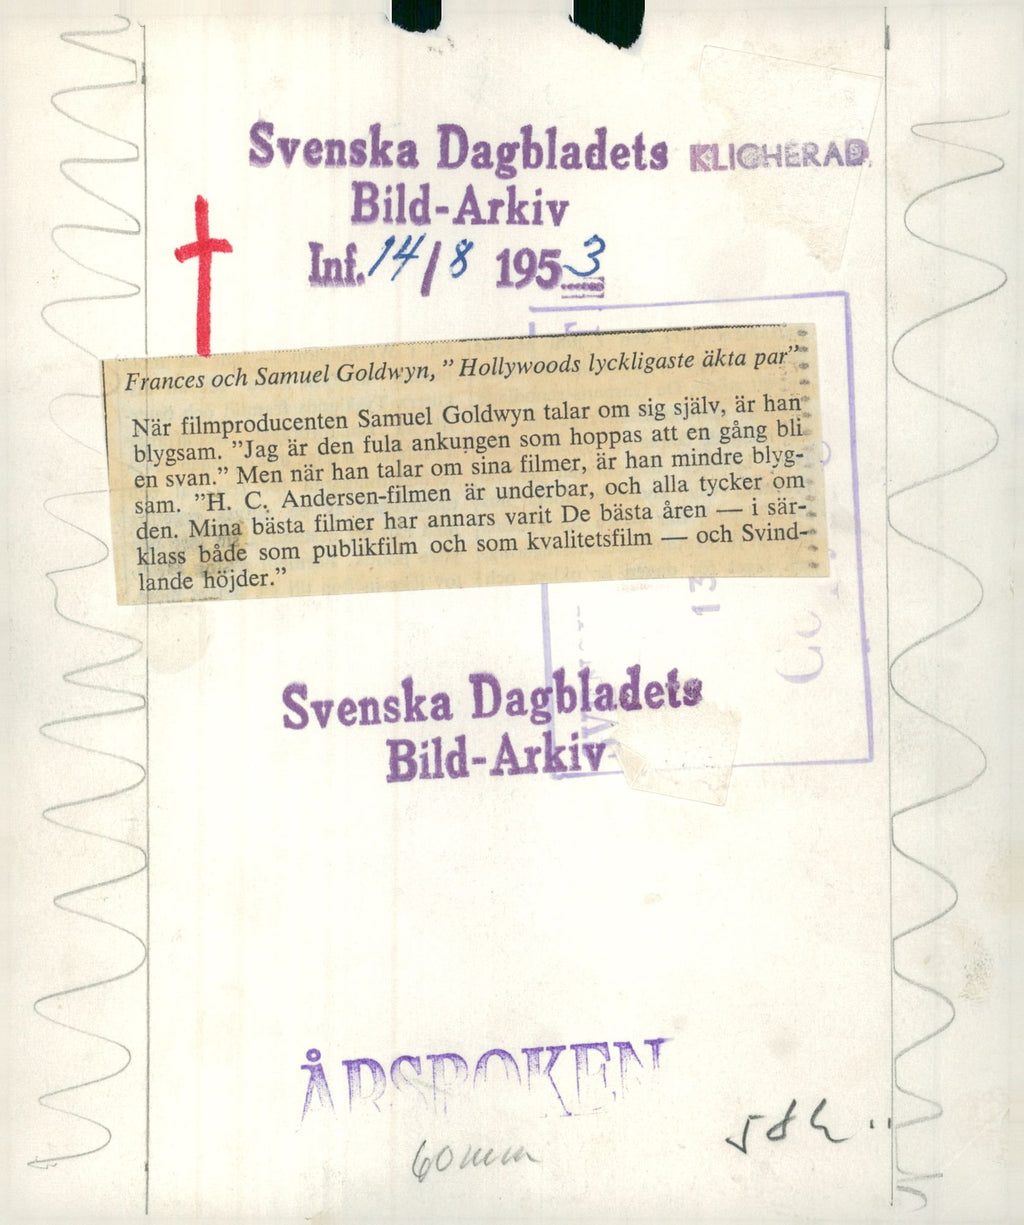 Svenska Dagbladets KLICHERAD.
Bild-Arkiv
Inf. 14/8 1953
Frances och Samuel Goldwyn, ” Hollywoods lyckligaste äkta par”
När filmproducenten Samuel Goldwyn talar om sig själv, är han
blygsam. ”Jag är den fula ankungen som hoppas att en gång bli
en svan.” Men när han talar om sina filmer, är han mindre blyg-
sam. ”H. C. Andersen-filmen är underbar, och alla tycker om
den. Mina bästa filmer har annars varit De bästa åren — i sär-
klass både som publikfilm och som kvalitetsfilm — och Svind-
lande höjder.”
13
Svenska Dagbladets
Bild-Arkiv
ÅRSBOKEN
60 mm